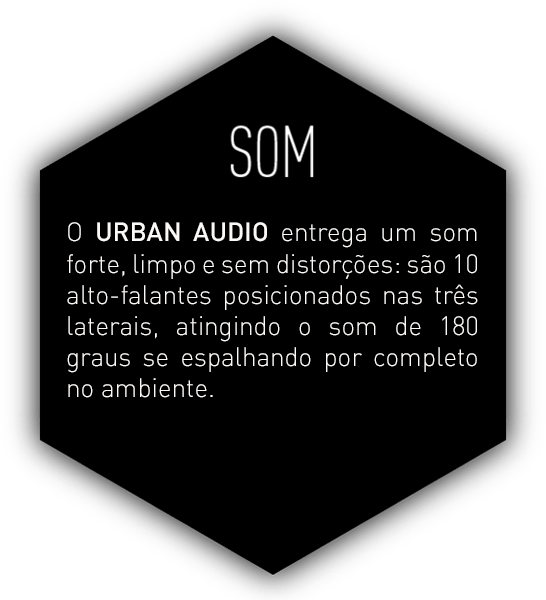 SOM
O URBAN AUDIO entrega um som
forte, limpo e sem distorções: são 10
alto-falantes posicionados nas três
laterais, atingindo o som de 180
graus se espalhando por completo
no ambiente.